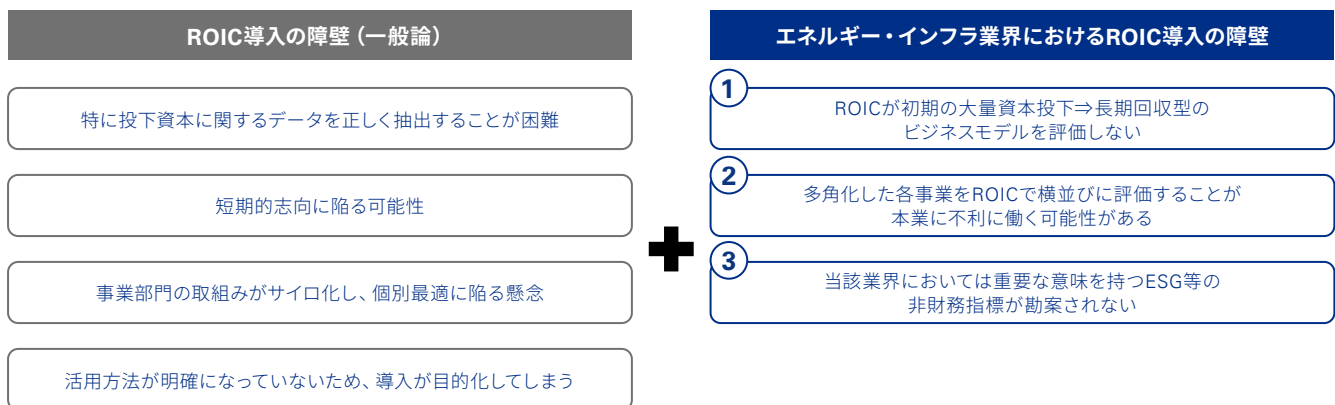 ROIC導入の障壁（一般論）
特に投下資本に関するデータを正しく抽出することが困難
短期的志向に陥る可能性
事業部門の取組みがサイロ化し、個別最適に陥る懸念
活用方法が明確になっていないため、導入が目的化してしまう
エネルギー・インフラ業界におけるROIC導入の障壁
1
ROICが初期の大量資本投下⇒長期回収型の
ビジネスモデルを評価しない
2
多角化した各事業をROICで横並びに評価することが
本業に不利に働く可能性がある
3
当該業界においては重要な意味を持つESG等の
非財務指標が勘案されない